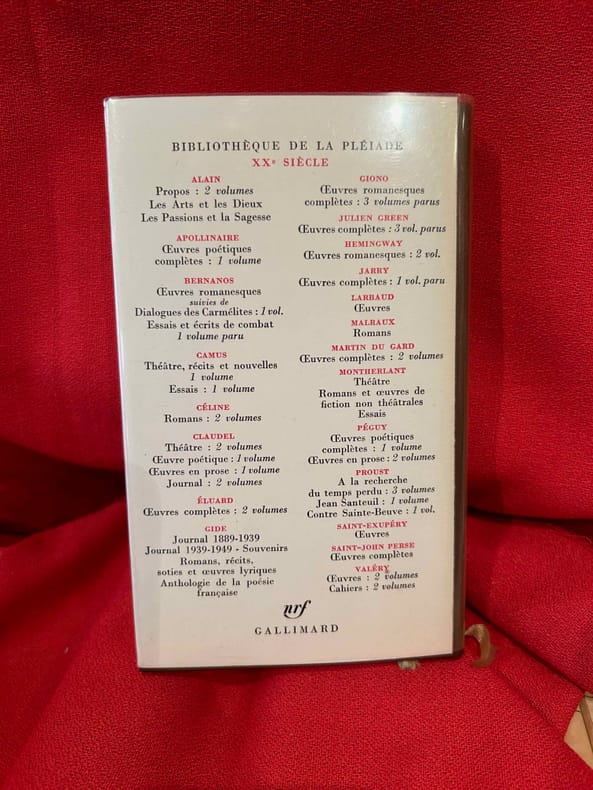 BIBLIOTHÈQUE DE LA PLÉIADE
XXe SIÈCLE
ALAIN
Propos : 2 volumes
Les Arts et les Dieux
Les Passions et la Sagesse
APOLLINAIRE
Œuvres poétiques
complètes : 1 volume
BERNANOS
Œuvres romanesques
suivies de
Dialogues des Carmélites : 1 vol.
Essais et écrits de combat
1 volume paru
CAMUS
Théâtre, récits et nouvelles
1 volume
Essais : 1 volume
CÉLINE
Romans : 2 volumes
CLAUDEL
Théâtre : 2 volumes
Œuvre poétique : 1 volume
Œuvres en prose : 1 volume
Journal : 2 volumes
ÉLUARD
Œuvres complètes : 2 volumes
GIDE
Journal 1889-1939
Journal 1939-1949 - Souvenirs
Romans, récits,
soties et œuvres lyriques
Anthologie de la poésie
française
GIONO
Œuvres romanesques
complètes : 3 volumes parus
JULIEN GREEN
Œuvres complètes : 3 vol. parus
HEMINGWAY
Œuvres romanesques : 2 vol.
JARRY
Œuvres complètes : 1 vol. paru
LARBAUD
Œuvres
MALRAUX
Romans
MARTIN DU GARD
Œuvres complètes : 2 volumes
MONTHERLANT
Théâtre
Romans et œuvres de
fiction non théâtrales
Essais
PÉGUY
Œuvres poétiques
complètes : 1 volume
Œuvres en prose : 2 volumes
PROUST
A la recherche
du temps perdu : 3 volumes
Jean Santeuil : 1 volume
Contre Sainte-Beuve : 1 vol.
SAINT-EXUPÉRY
Œuvres
SAINT-JOHN PERSE
Œuvres complètes
VALÉRY
Œuvres : 2 volumes
Cahiers : 2 volumes
nrf
GALLIMARD